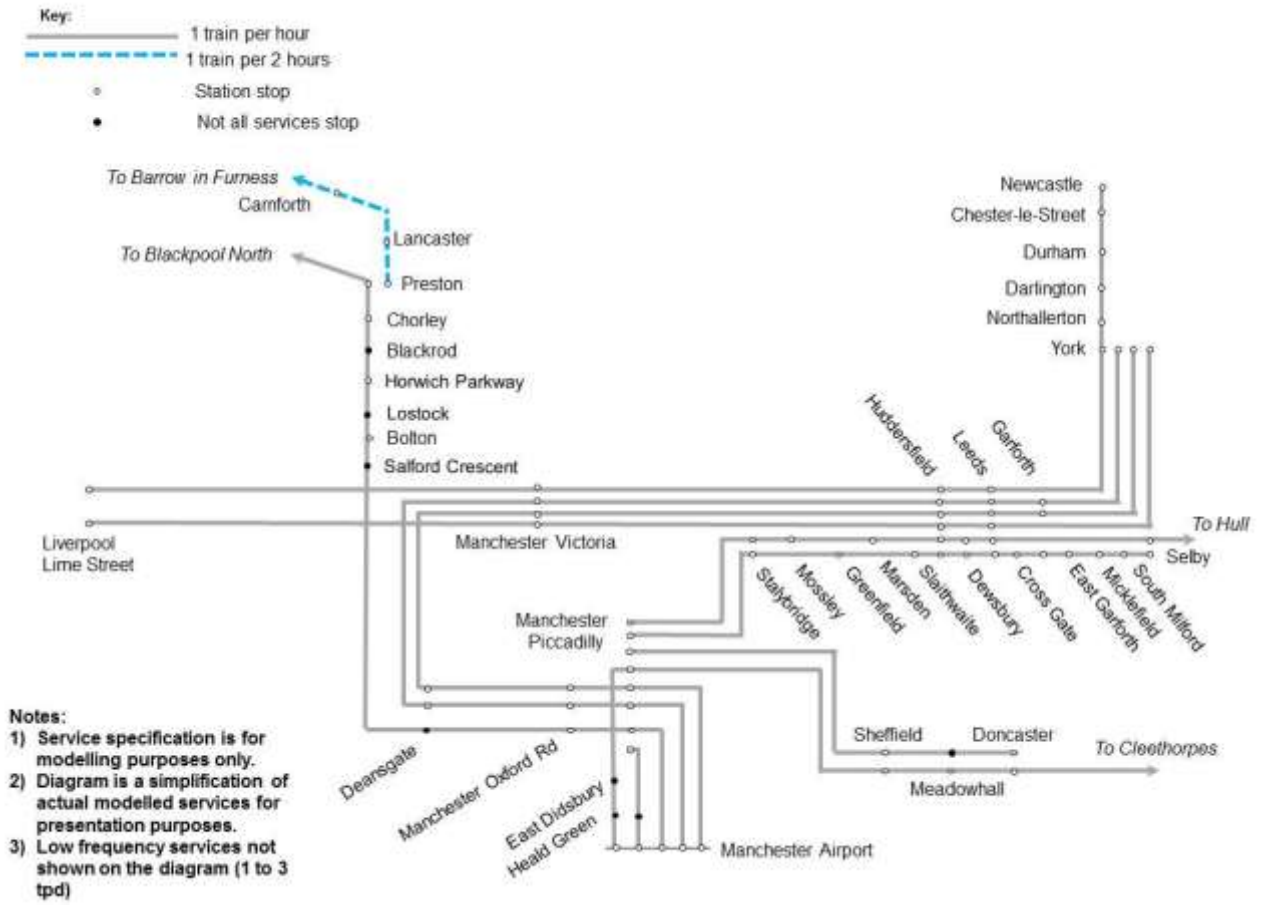 Key:
1 train per hour
1 train per 2 hours
Station stop
Not all services stop
To Barrow in Furness
Carnforth
Lancaster
To Blackpool North
Preston
Chorley
Blackrod
Horwich Parkway
Lostock
Bolton
Salford Crescent
Newcastle
Chester-le-Street
Durham
Darlington
Northallerton
York
Huddersfield
Leeds
Garforth
Liverpool
Lime Street
Manchester Victoria
To Hull
Selby
Stalybridge
Mossley
Greenfield
Marsden
Slaithwaite
Dewsbury
Cross Gate
East Garforth
Micklefield
South Milford
Manchester
Piccadilly
Deansgate
Manchester Oxford Rd
East Didsbury
Heald Green
Manchester Airport
Sheffield
Doncaster
Meadowhall
To Cleethorpes
Notes:
1) Service specification is for
modelling purposes only.
2) Diagram is a simplification of
actual modelled services for
presentation purposes.
3) Low frequency services not
shown on the diagram (1 to 3
tpd)